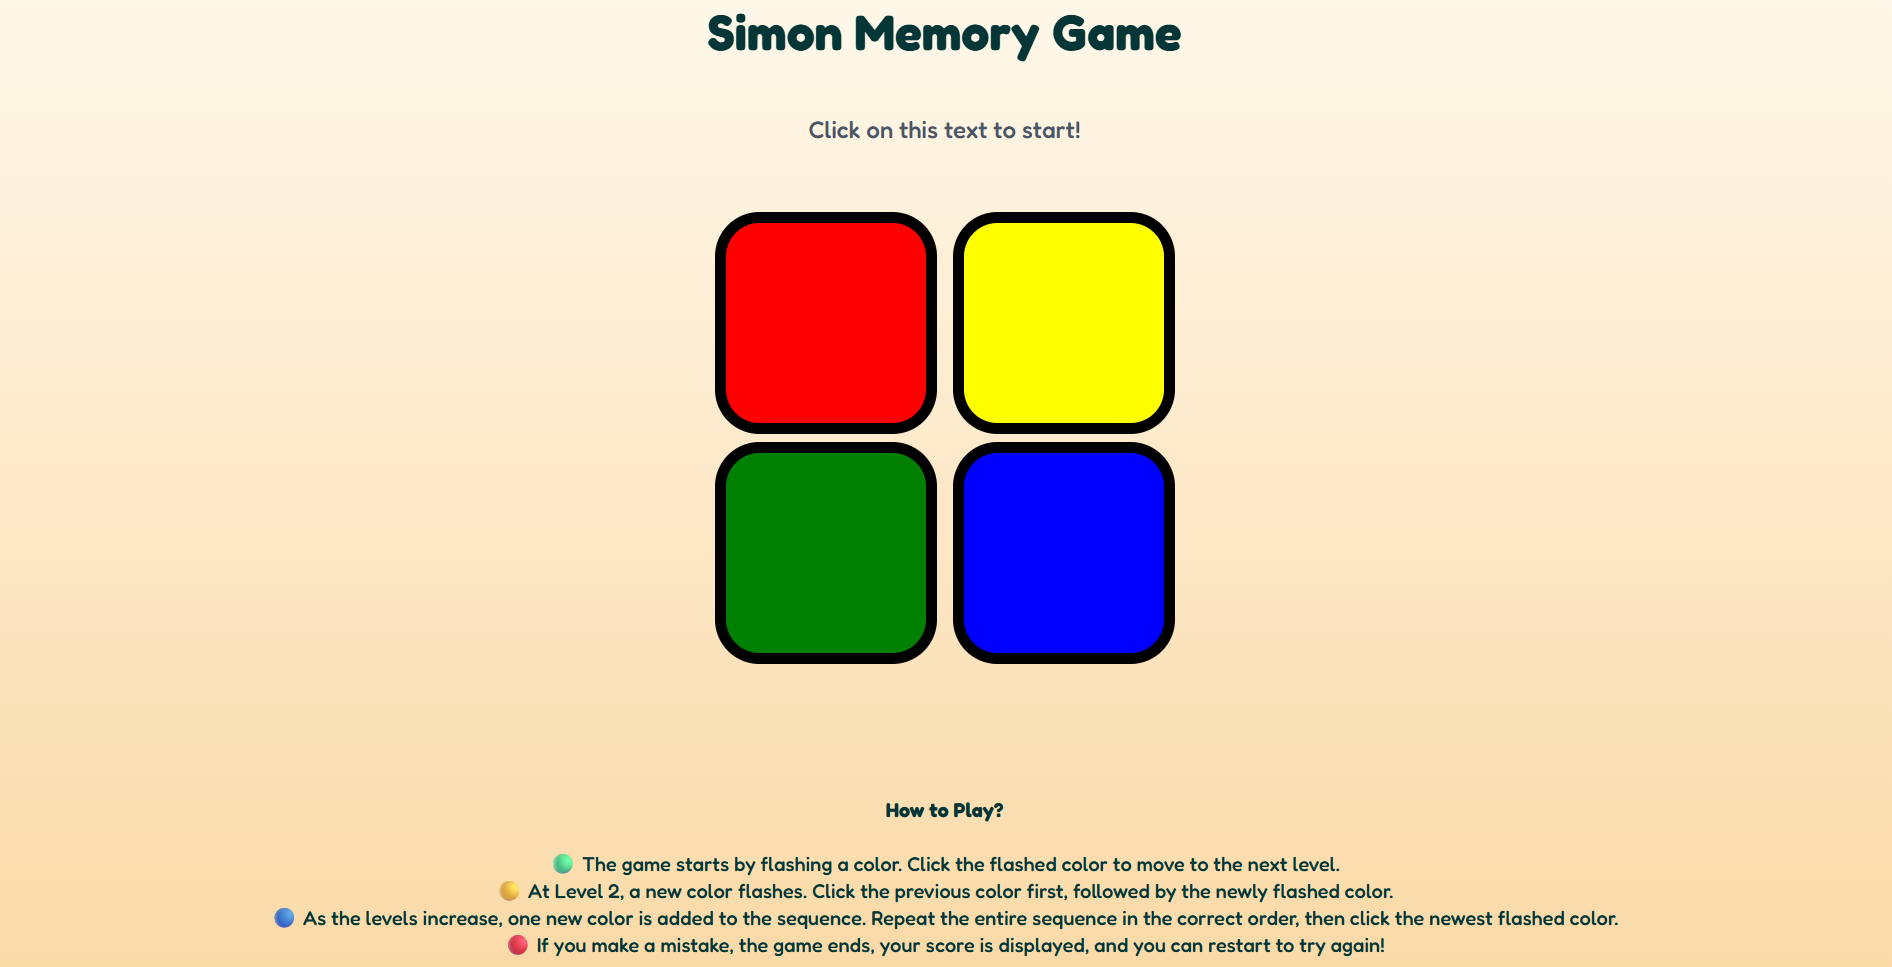 Simon Memory Game
Click on this text to start!
How to Play?
The game starts by flashing a color. Click the flashed color to move to the next level.
At Level 2, a new color flashes. Click the previous color first, followed by the newly flashed color.
As the levels increase, one new color is added to the sequence. Repeat the entire sequence in the correct order, then click the newest flashed color.
If you make a mistake, the game ends, your score is displayed, and you can restart to try again!